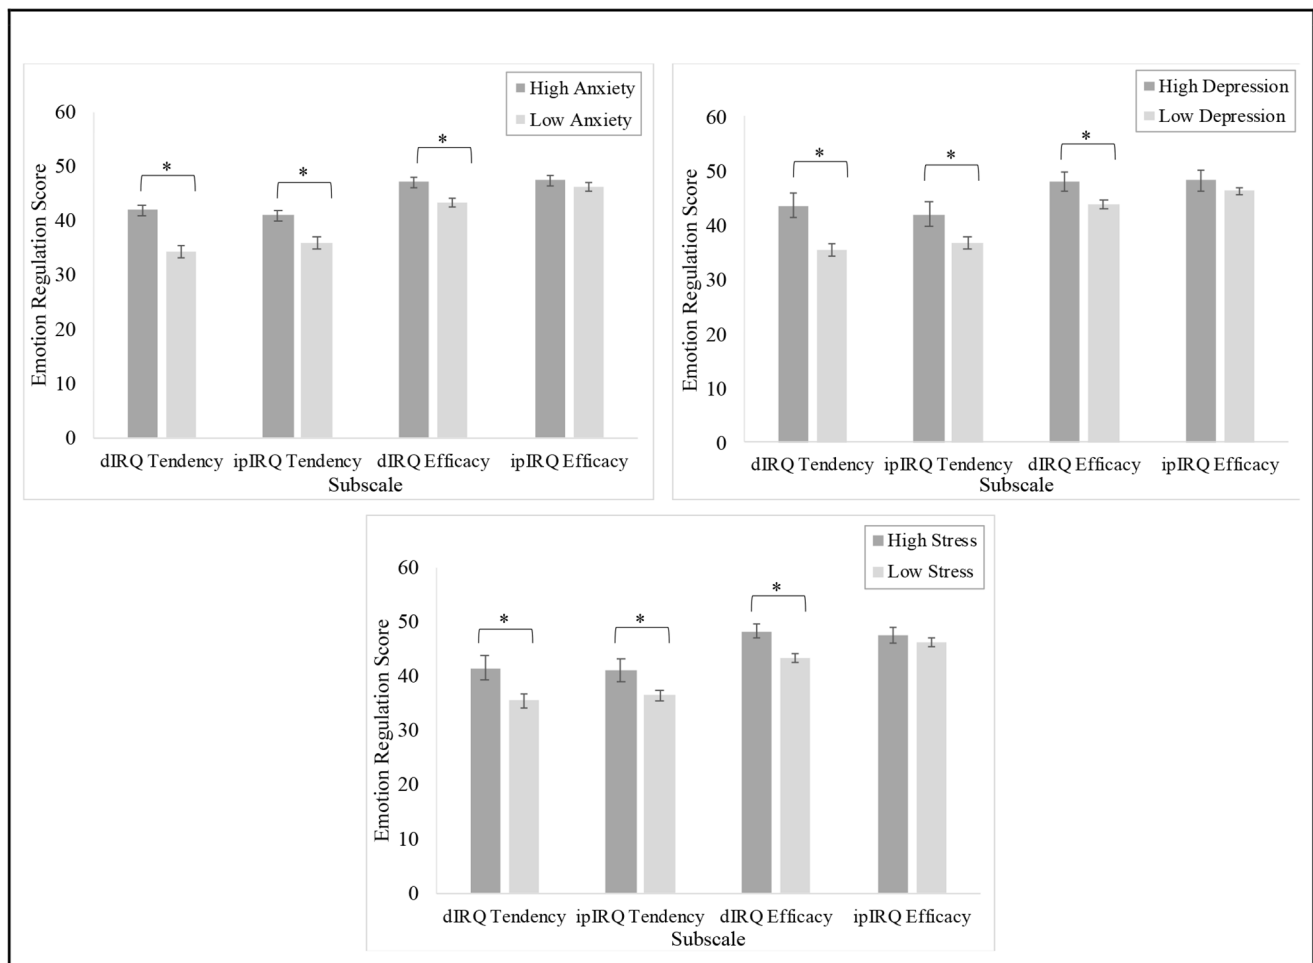 High Anxiety
Low Anxiety
60
50
40
30
20
10
0
Emotion Regulation Score
*
*
*
dIRQ Tendency ipIRQ Tendency dIRQ Efficacy ipIRQ Efficacy
Subscale
High Depression
Low Depression
60
50
40
30
20
10
0
Emotion Regulation Score
*
*
*
dIRQ Tendency ipIRQ Tendency dIRQ Efficacy ipIRQ Efficacy
Subscale
High Stress
Low Stress
60
50
40
30
20
10
0
Emotion Regulation Score
*
*
*
dIRQ Tendency ipIRQ Tendency dIRQ Efficacy ipIRQ Efficacy
Subscale